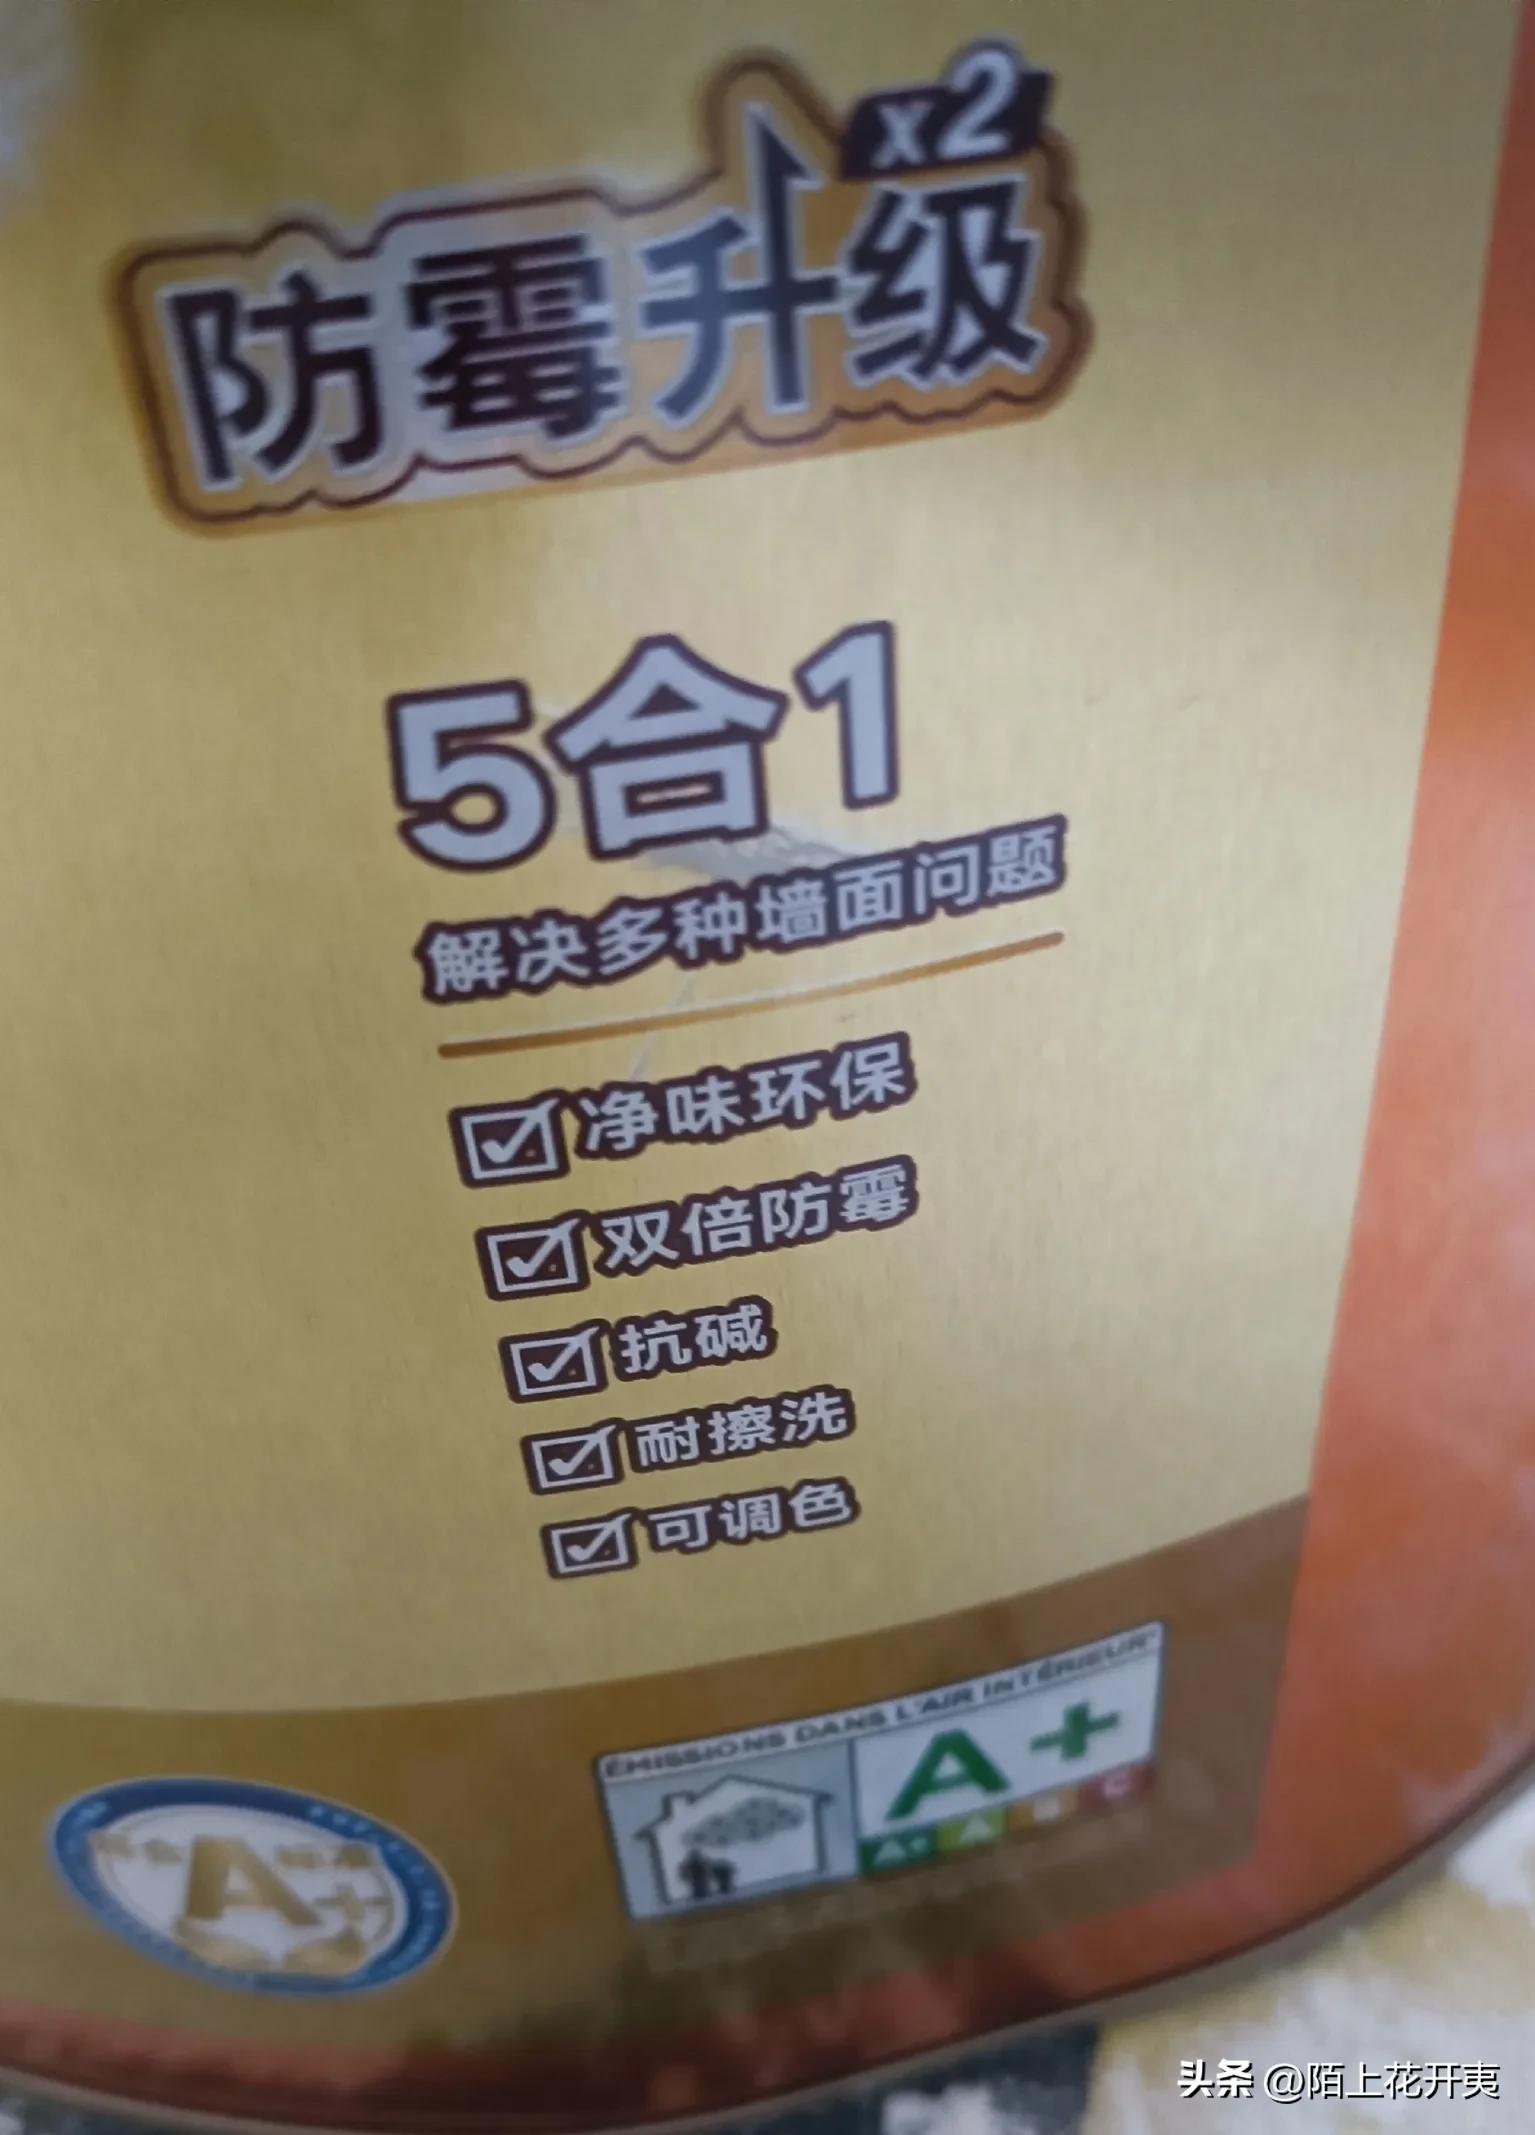 x2
防霉升级
5合1
解决多种墙面问题
净味环保
双倍防霉
抗碱
耐擦洗
可调色
ÉMISSIONS DANS L'AIR INTÉRIEUR
A+
A+ A B C
A+
头条 @陌上花开夷